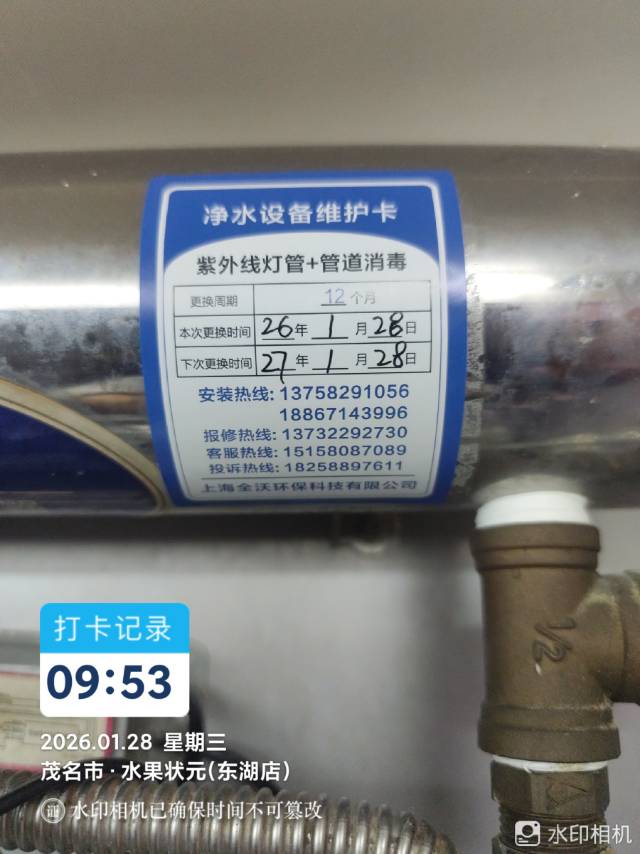 净水设备维护卡
紫外线灯管+管道消毒
更换周期 12个月
本次更换时间 26年 1月 28日
下次更换时间 27年 1月 28日
安装热线: 13758291056
18867143996
报修热线: 13732292730
客服热线: 15158087089
投诉热线: 18258897611
上海全沃环保科技有限公司
1/2
打卡记录
09:53
2026.01.28 星期三
茂名市·水果状元(东湖店)
水印相机已确保时间不可篡改
水印相机